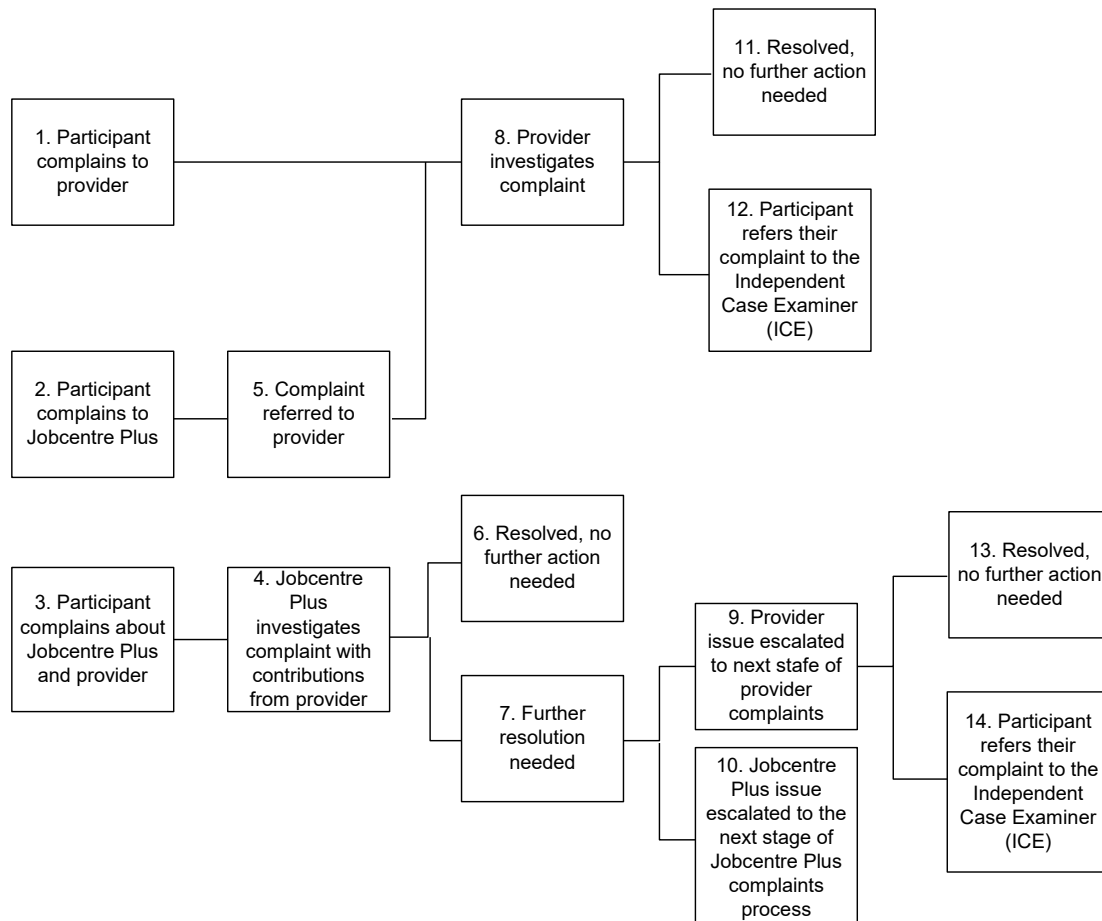 1. Participant
complains to
provider
2. Participant
complains to
Jobcentre Plus
3. Participant
complains about
Jobcentre Plus
and provider
4. Jobcentre
Plus
investigates
complaint with
contributions
from provider
5. Complaint
referred to
provider
6. Resolved, no
further action
needed
7. Further
resolution
needed
8. Provider
investigates
complaint
9. Provider
issue escalated
to next stafe of
provider
complaints
10. Jobcentre
Plus issue
escalated to the
next stage of
Jobcentre Plus
complaints
process
11. Resolved,
no further action
needed
12. Participant
refers their
complaint to the
Independent
Case Examiner
(ICE)
13. Resolved,
no further action
needed
14. Participant
refers their
complaint to the
Independent
Case Examiner
(ICE)